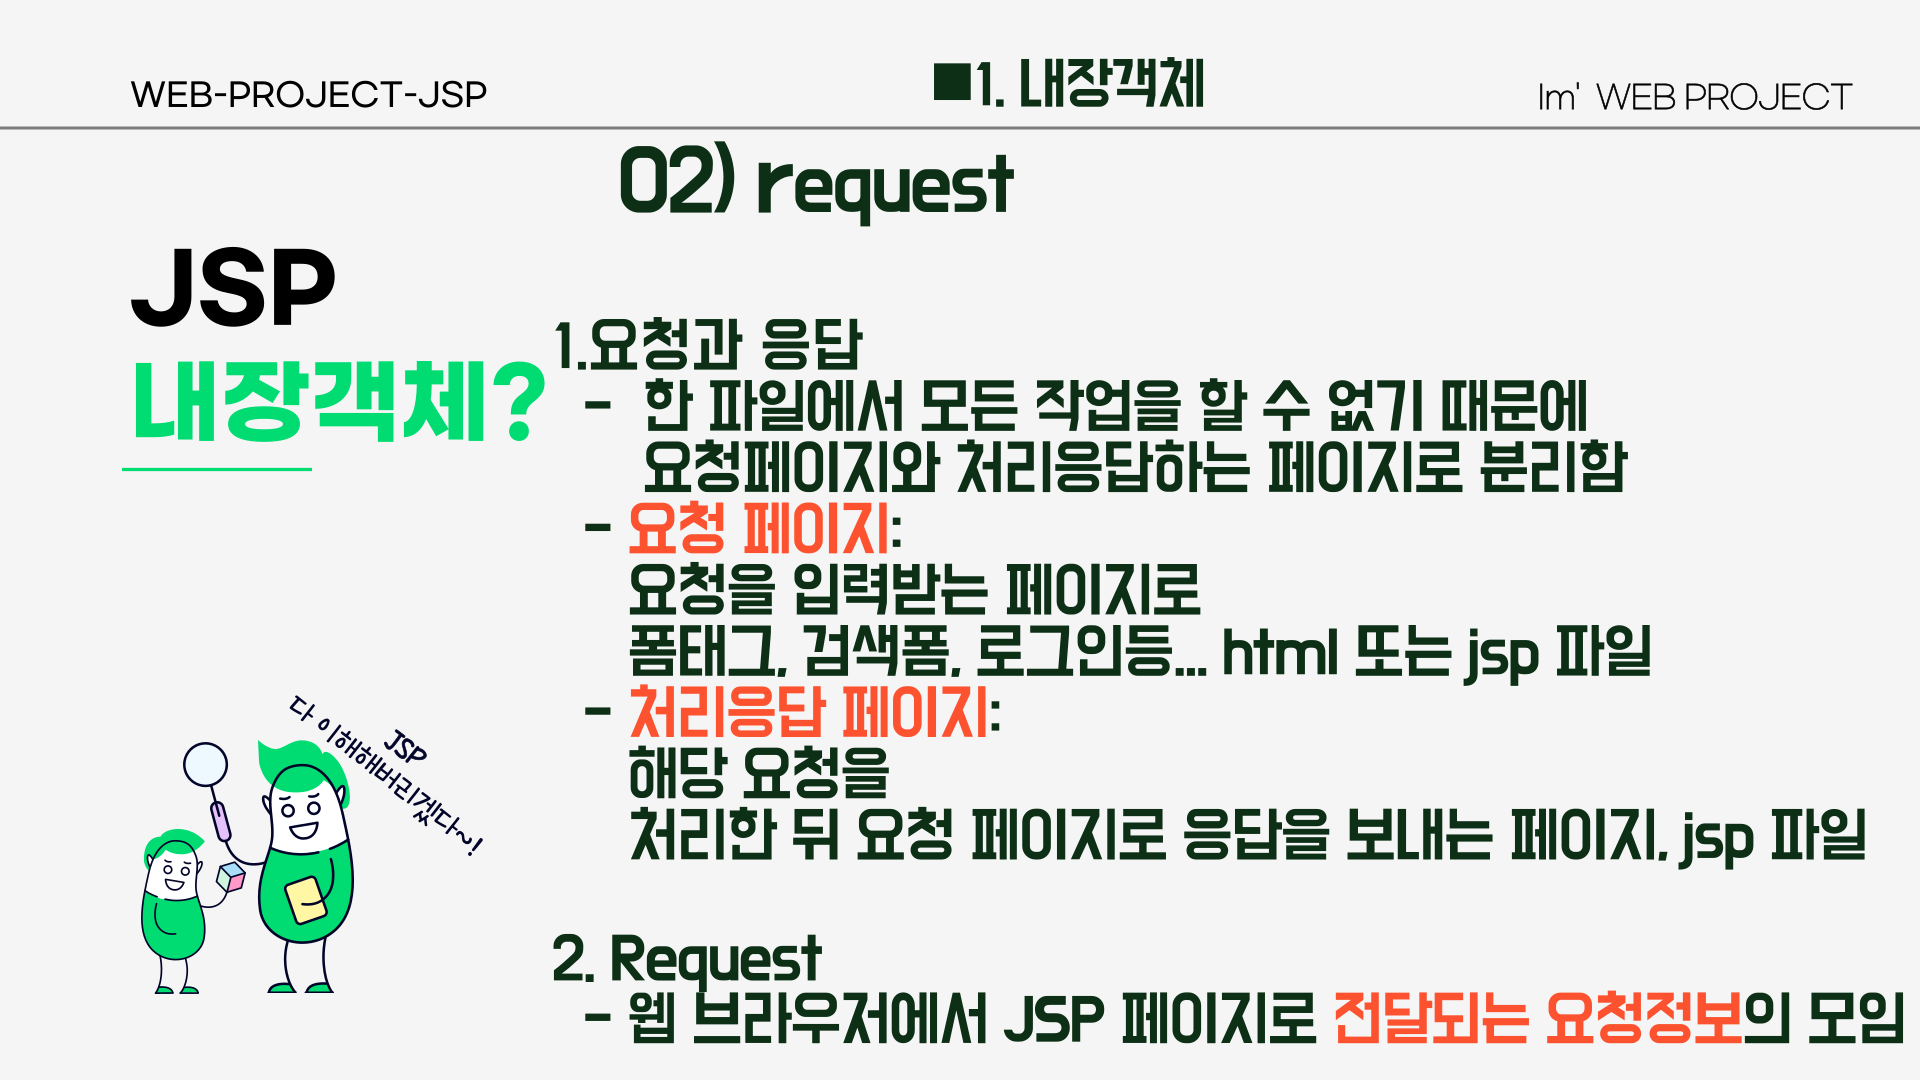 WEB-PROJECT-JSP
■1. 내장객체
Im' WEB PROJECT
02) request
JSP
내장객체?
1.요청과 응답
- 한 파일에서 모든 작업을 할 수 없기 때문에
요청페이지와 처리응답하는 페이지로 분리함
- 요청 페이지:
요청을 입력받는 페이지로
폼태그, 검색폼, 로그인등... html 또는 jsp 파일
- 처리응답 페이지:
해당 요청을
처리한 뒤 요청 페이지로 응답을 보내는 페이지, jsp 파일
2. Request
- 웹 브라우저에서 JSP 페이지로 전달되는 요청정보의 모임
JSP
다 이해해버리겠다~!